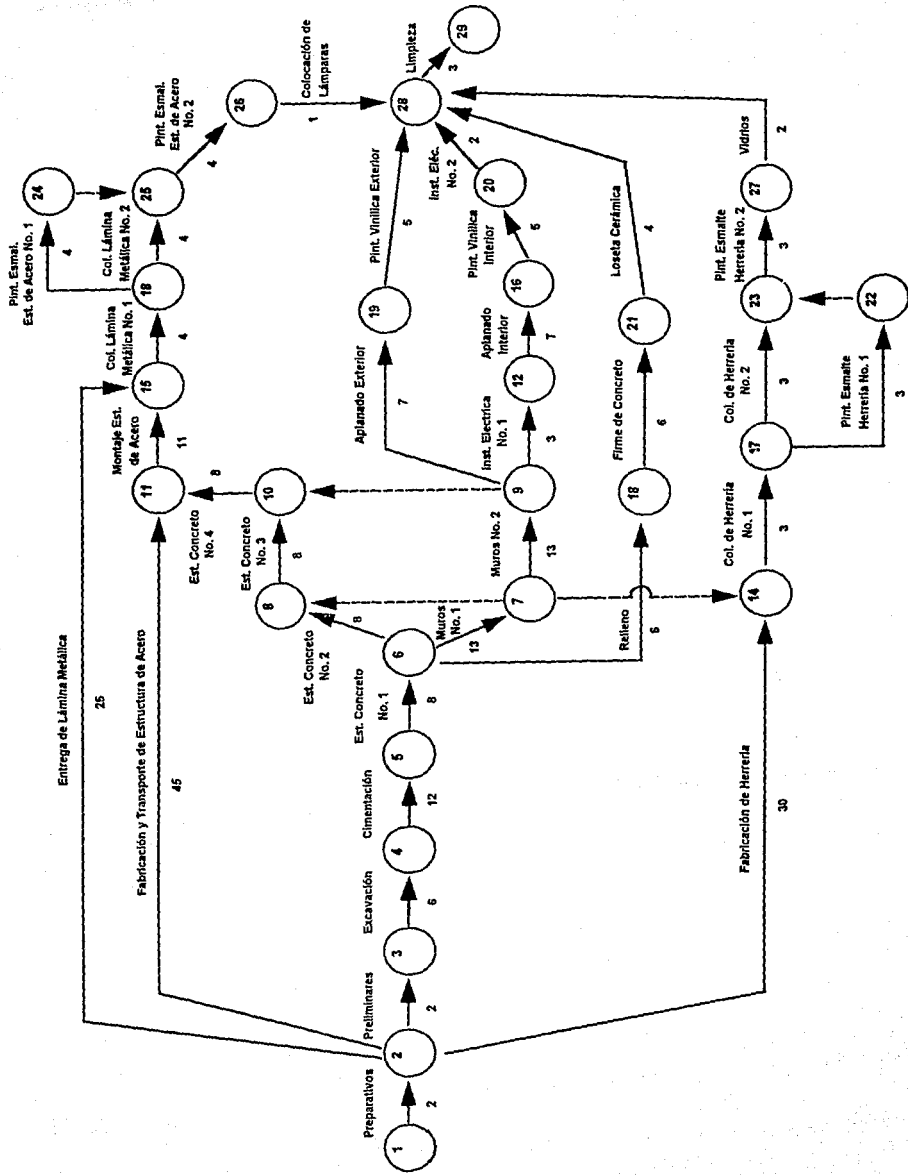 Entrega de Lámina Metálica
25
Fabricación y Transporte de Estructura de Acero
45
Pint. Esmal.
Est. de Acero No. 1
4
24
Pint. Esmal.
Est. de Acero
No. 2
4
Col. Lámina
Metálica No. 1
4
Col. Lámina
Metálica No. 2
4
Montaje Est.
de Acero
11
11
15
18
25
26
Colocación de
Lámparas
1
Est. Concreto
No. 4
8
Est. Concreto
No. 3
8
10
8
Est. Concreto
No. 2
8
Aplanado Exterior
7
19
Pint. Vinílica Exterior
5
Limpieza
3
28
29
Inst. Eléc.
No. 2
2
20
Pint. Vinílica
Interior
5
16
Aplanado
Interior
7
12
Inst. Electrica
No. 1
3
9
Muros No. 2
13
7
Muros
No. 1
13
6
Est. Concreto
No. 1
8
5
Cimentación
12
4
Excavación
6
3
Preliminares
2
2
Preparativos
2
1
Relleno
6
18
Firme de Concreto
6
21
Loseta Cerámica
4
Fabricación de Herrería
30
14
Col. de Herrería
No. 1
3
17
Col. de Herrería
No. 2
3
Pint. Esmalte
Herrería No. 1
3
22
23
Pint. Esmalte
Herrería No. 2
3
27
Vidrios
2